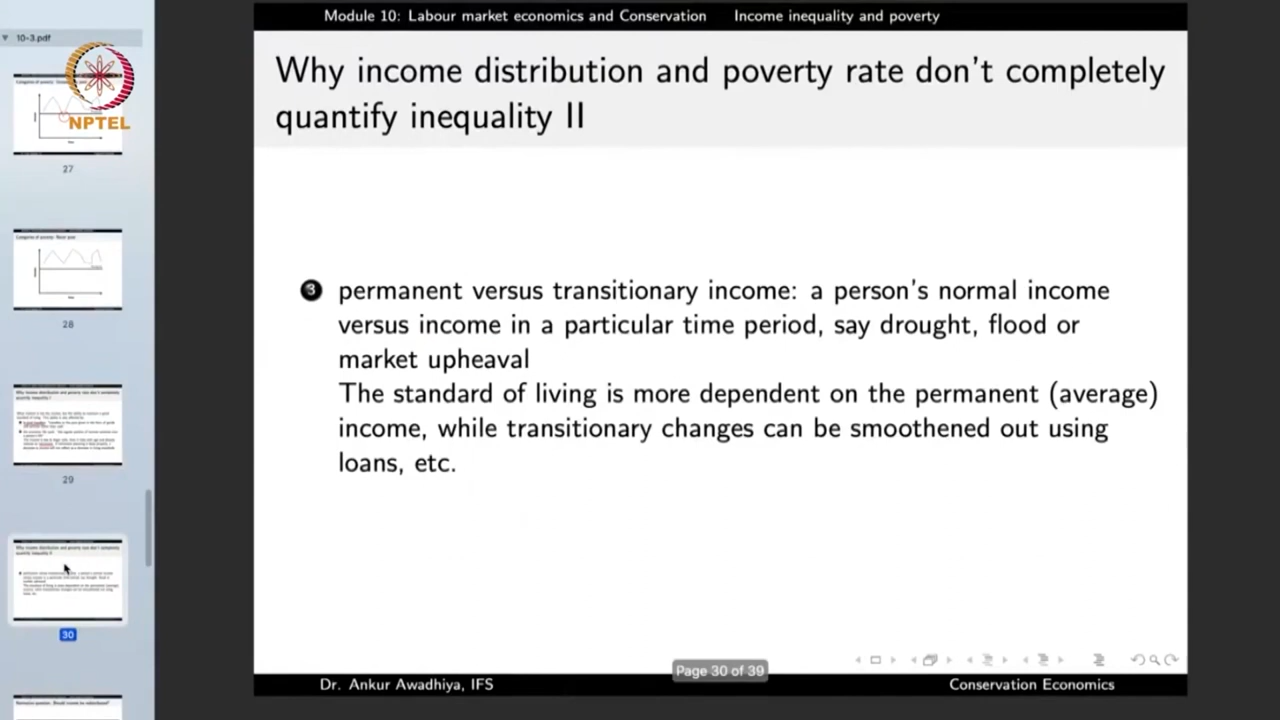 Module 10: Labour market economics and Conservation Income inequality and poverty
10-3.pdf
NPTEL
27
28
29
30
Why income distribution and poverty rate don't completely
quantify inequality II
3 permanent versus transitionary income: a person's normal income
versus income in a particular time period, say drought, flood or
market upheaval
The standard of living is more dependent on the permanent (average)
income, while transitionary changes can be smoothened out using
loans, etc.
Page 30 of 39
Dr. Ankur Awadhiya, IFS Conservation Economics